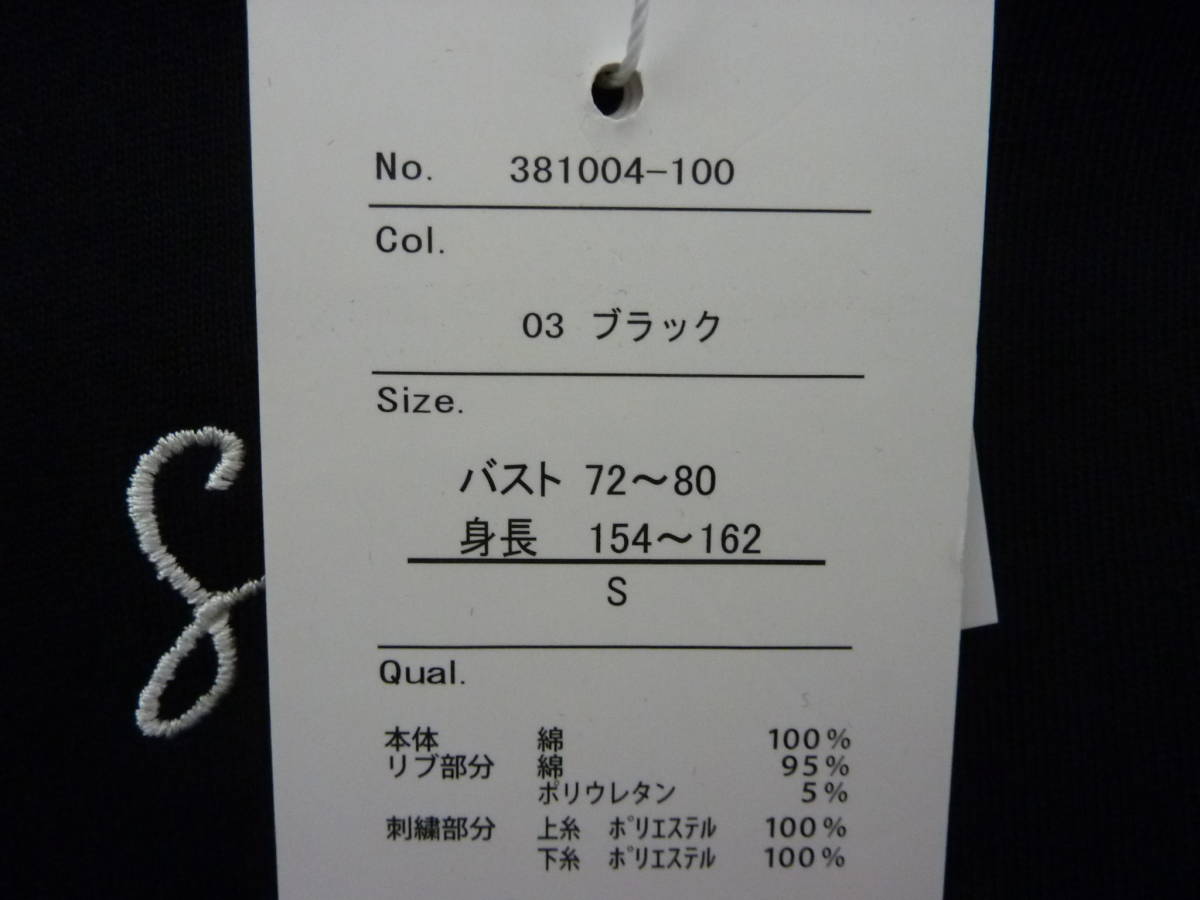 No. 381004-100
Col.
03 ブラック
Size.
バスト 72～80
身長 154～162
S
Qual.
S
本体 綿 100%
リブ部分 綿 95%
ポリウレタン 5%
刺繍部分 上糸 ﾎﾟﾘｴｽﾃﾙ 100%
下糸 ﾎﾟﾘｴｽﾃﾙ 100%